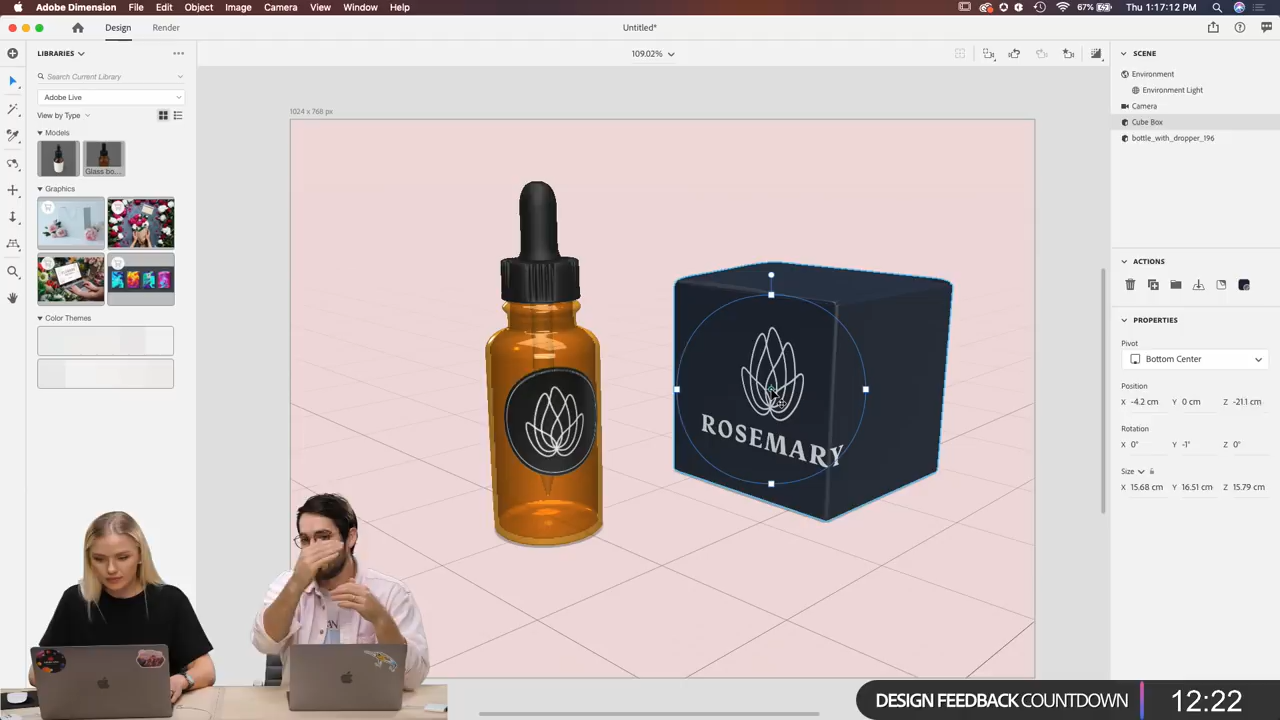 Adobe Dimension File Edit Object Image Camera View Window Help
67% Thu 1:17:12 PM
Design Render
Untitled*
LIBRARIES
Search Current Library
Adobe Live
View by Type
Models
Glass bo...
Graphics
Color Themes
109.02%
1024 x 768 px
ROSEMARY
SCENE
Environment
Environment Light
Camera
Cube Box
bottle_with_dropper_196
ACTIONS
PROPERTIES
Pivot
Bottom Center
Position
X -4.2 cm Y 0 cm Z -21.1 cm
Rotation
X 0° Y -1° Z 0°
Size
X 15.68 cm Y 16.51 cm Z 15.79 cm
DESIGN FEEDBACK COUNTDOWN 12:22